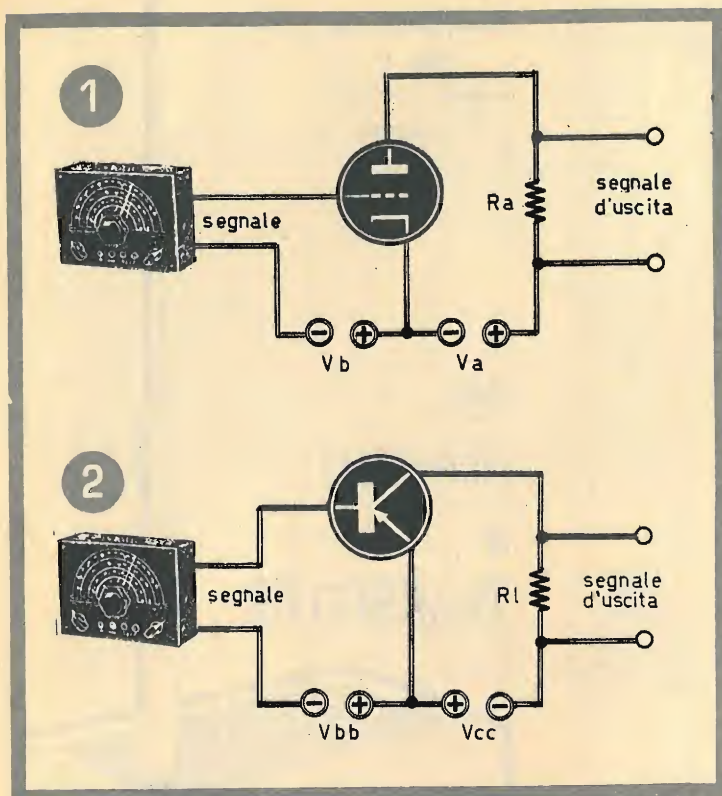 1
segnale
Ra
segnale
d'uscita
Vb
Va
2
segnale
Rl
segnale
d'uscita
Vbb
Vcc